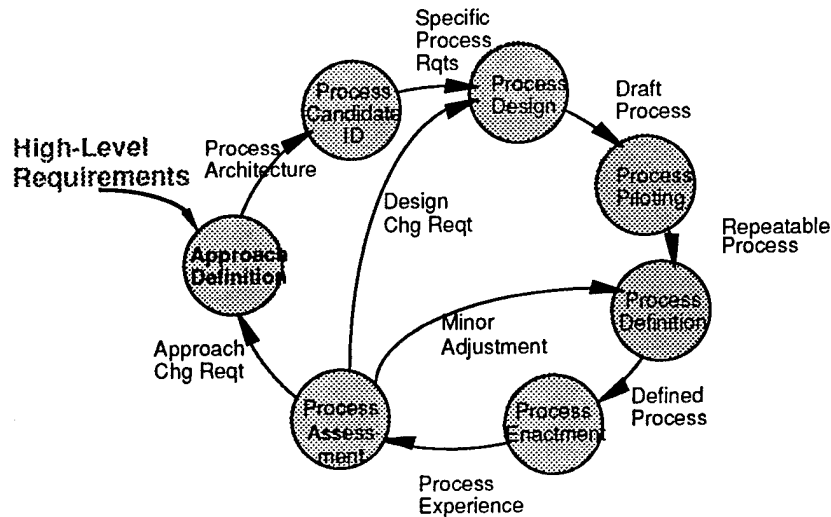 Specific
Process
Rqts
Process
Design
Draft
Process
Process
Candidate
ID
High-Level
Requirements
Process
Architecture
Process
Piloting
Design
Chg Reqt
Repeatable
Process
Approach
Definition
Process
Definition
Minor
Adjustment
Approach
Chg Reqt
Process
Assess
ment
Process
Enactment
Defined
Process
Process
Experience